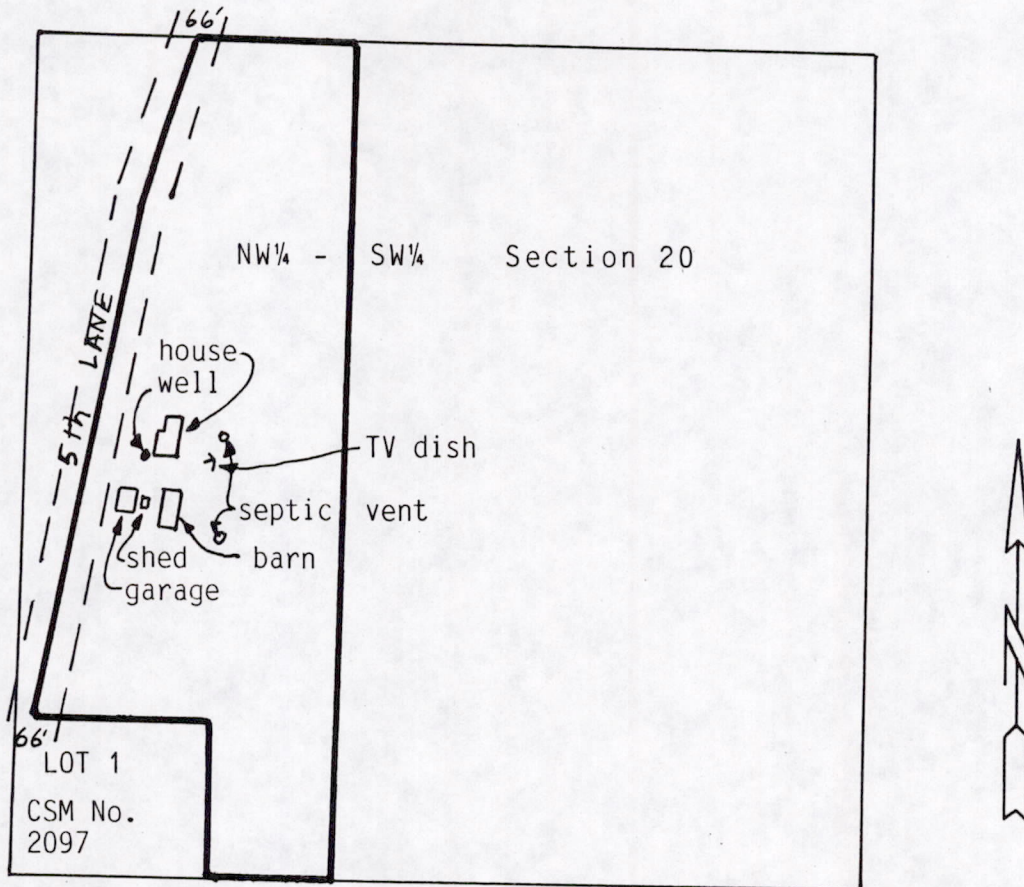 66'
NW¼ - SW¼ Section 20
5th LANE
house
well
TV dish
septic vent
shed
barn
garage
66'
LOT 1
CSM No.
2097